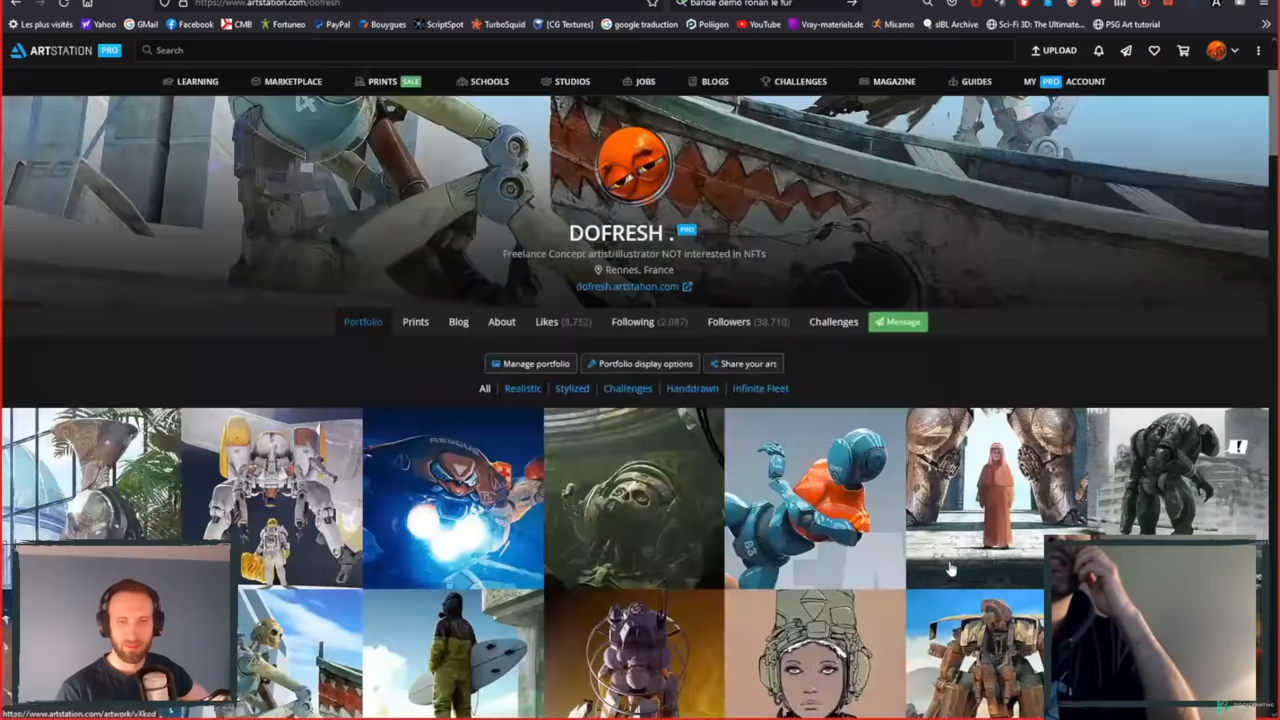 https://www.artstation.com/dofresh
bande demo ronan le fur
Les plus visités Yahoo GMail Facebook CMB Fortuneo PayPal Bouygues ScriptSpot TurboSquid [CG Textures] google traduction Poliigon YouTube Vray-materials.de Mixamo sIBL Archive Sci-Fi 3D: The Ultimate... PSG Art tutorial
ARTSTATION PRO Search UPLOAD
LEARNING MARKETPLACE PRINTS SALE SCHOOLS STUDIOS JOBS BLOGS CHALLENGES MAGAZINE GUIDES MY PRO ACCOUNT
4
DOFRESH . PRO
Freelance Concept artist/illustrator NOT interested in NFTs
Rennes, France
dofresh.artstation.com
Portfolio Prints Blog About Likes (8,752) Following (2,087) Followers (38,710) Challenges Message
Manage portfolio Portfolio display options Share your art
All Realistic Stylized Challenges Handdrawn Infinite Fleet
RESCUE
!
https://www.artstation.com/artwork/vXkod
DIGITAL PAINTING